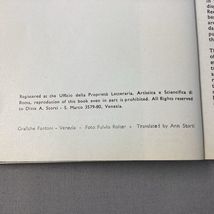 Registered at the Ufficio della Proprietà Letteraria, Artistica e Scientifica di
Roma, reproduction of this book even in part is prohibited. All Rights reserved
to Olivia A. Storti - S. Marco 3579-80, Venezia.
Grafiche Fantoni - Venezia - Foto Fulvio Roiter - Translated by Ann Storti